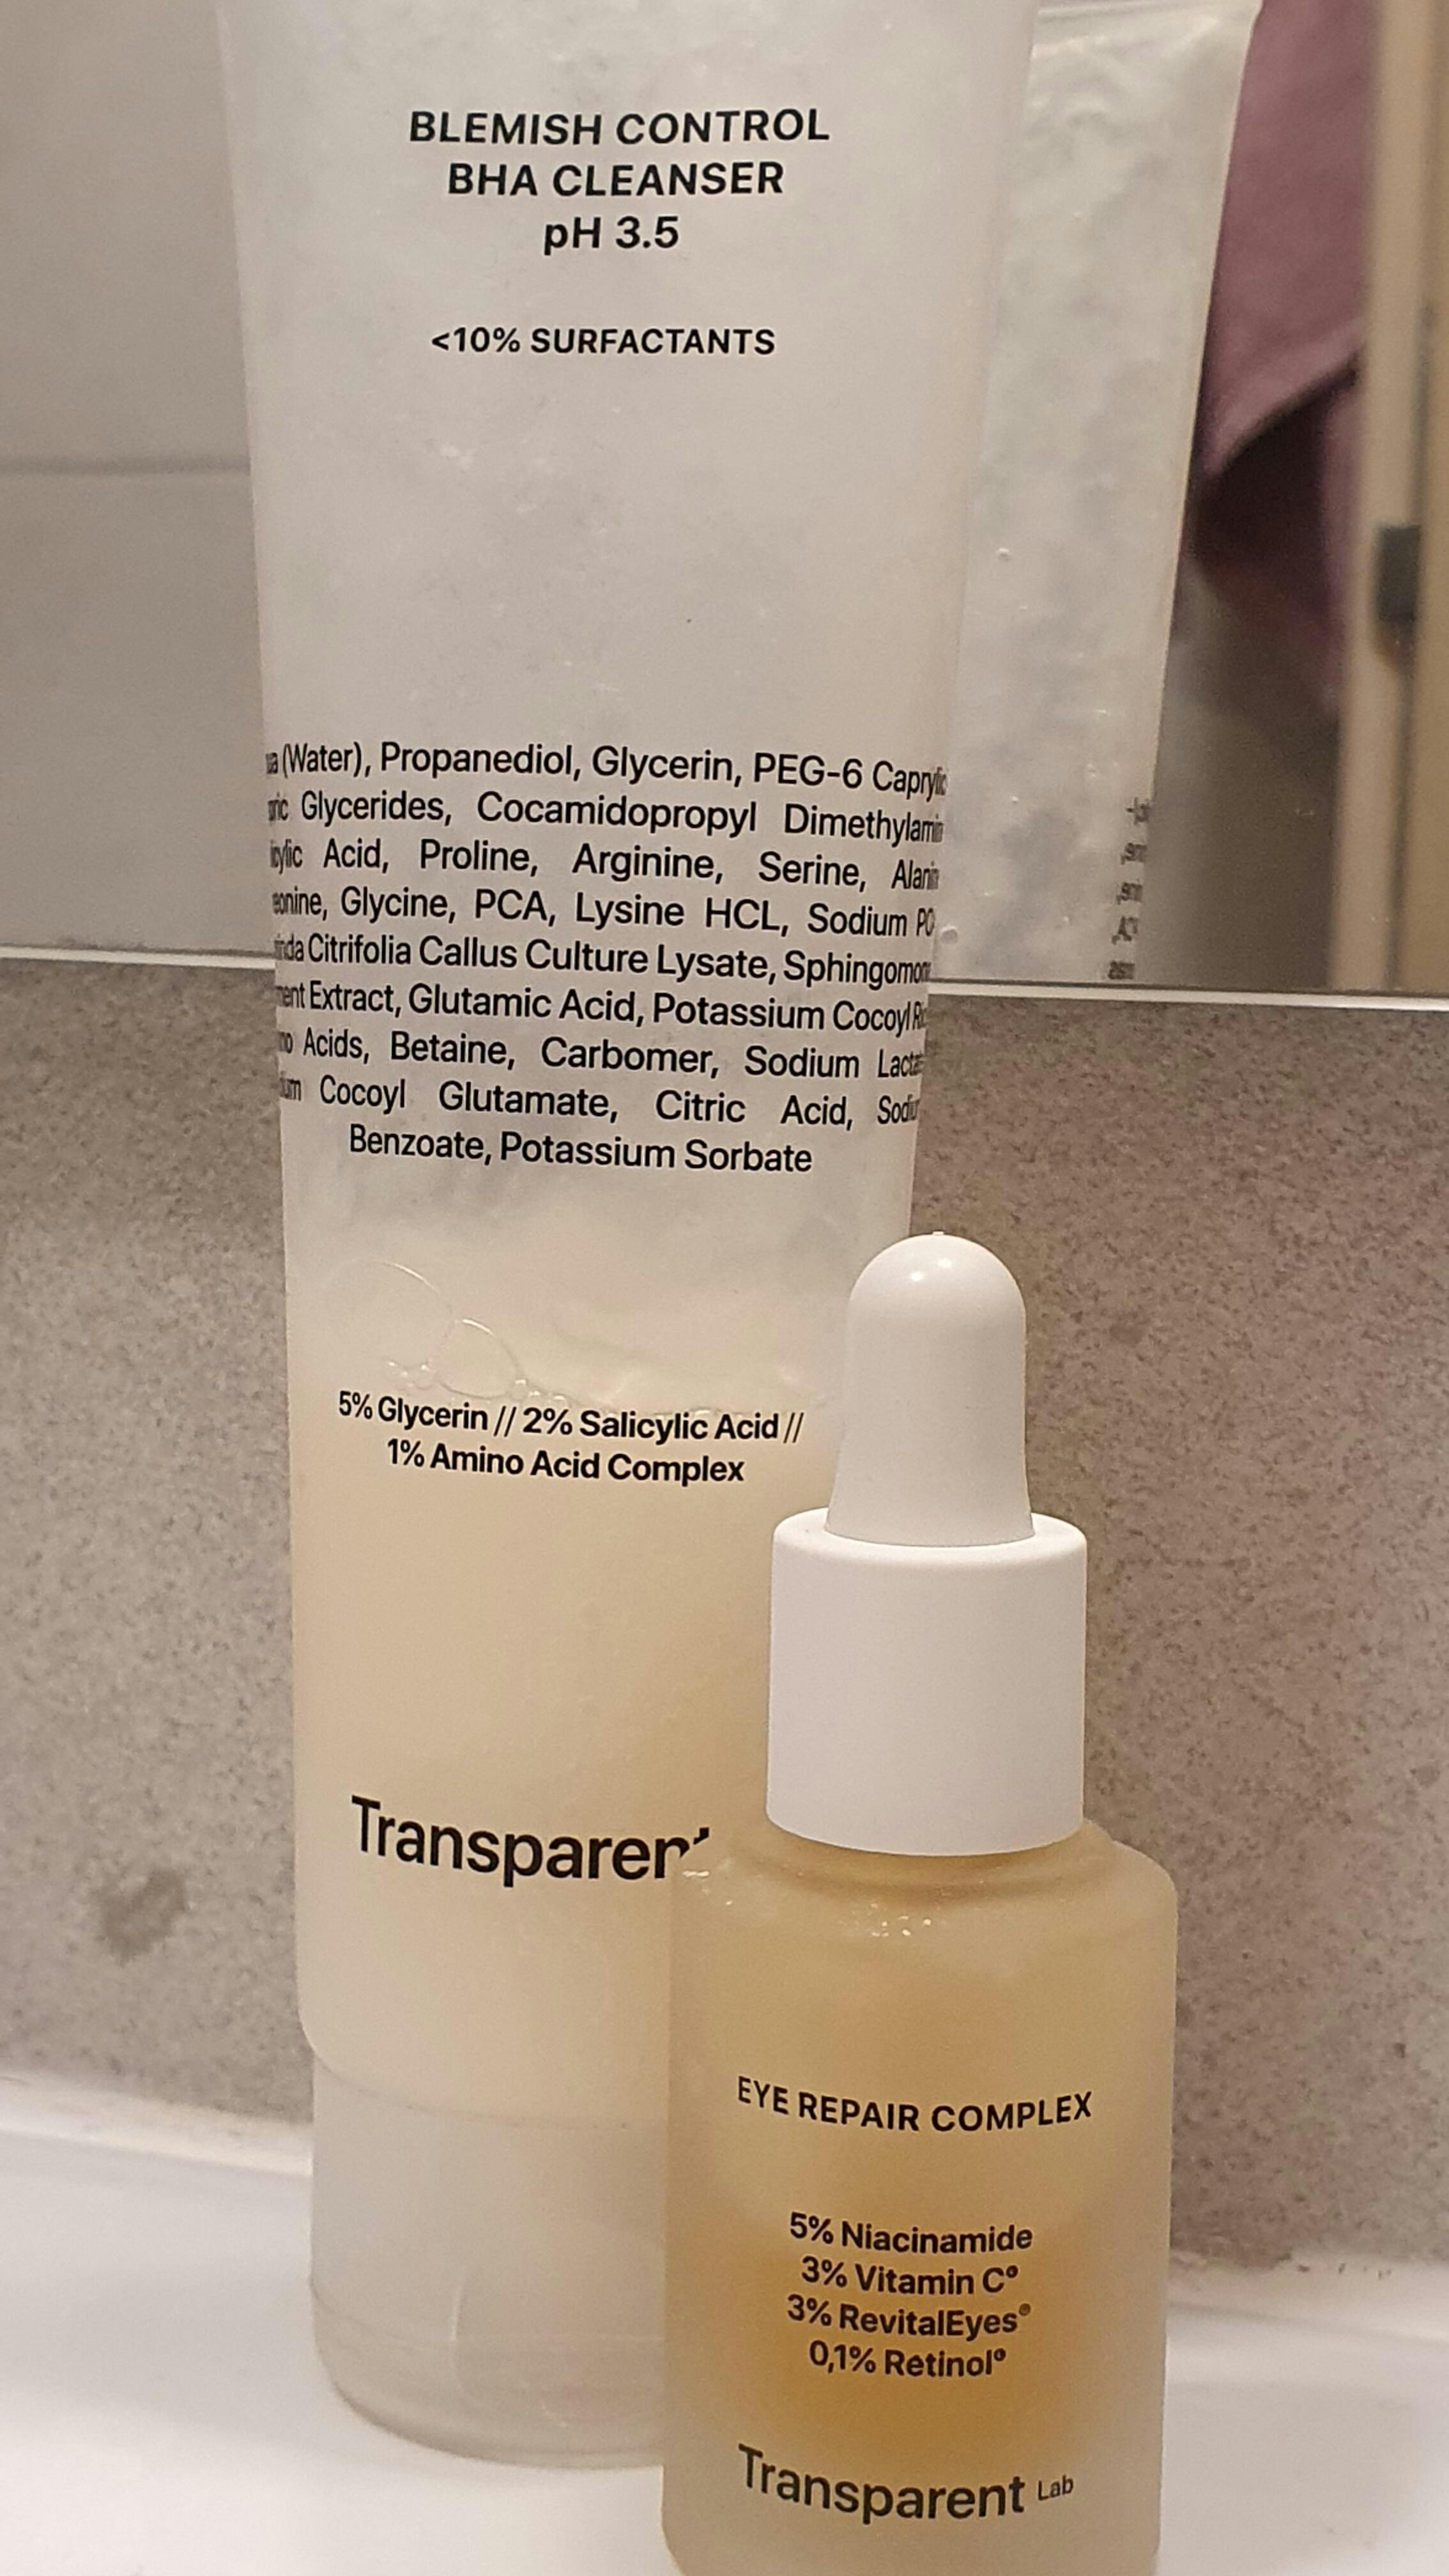 BLEMISH CONTROL
BHA CLEANSER
pH 3.5
<10% SURFACTANTS
(Water), Propanediol, Glycerin, PEG-6
Glycerides, Cocamidopropyl
Acid, Proline, Arginine, Serine,
Glycine, PCA, Lysine HCL, Sodium
Citrifolia Callus Culture Lysate,
Extract, Glutamic Acid, Potassium Cocoyl
Acids, Betaine, Carbomer, Sodium
Cocoyl Glutamate, Citric Acid,
Benzoate, Potassium Sorbate
5% Glycerin // 2% Salicylic Acid //
1% Amino Acid Complex
Transparent
EYE REPAIR COMPLEX
5% Niacinamide
3% Vitamin C®
3% RevitalEyes®
0,1% Retinol®
Transparent Lab